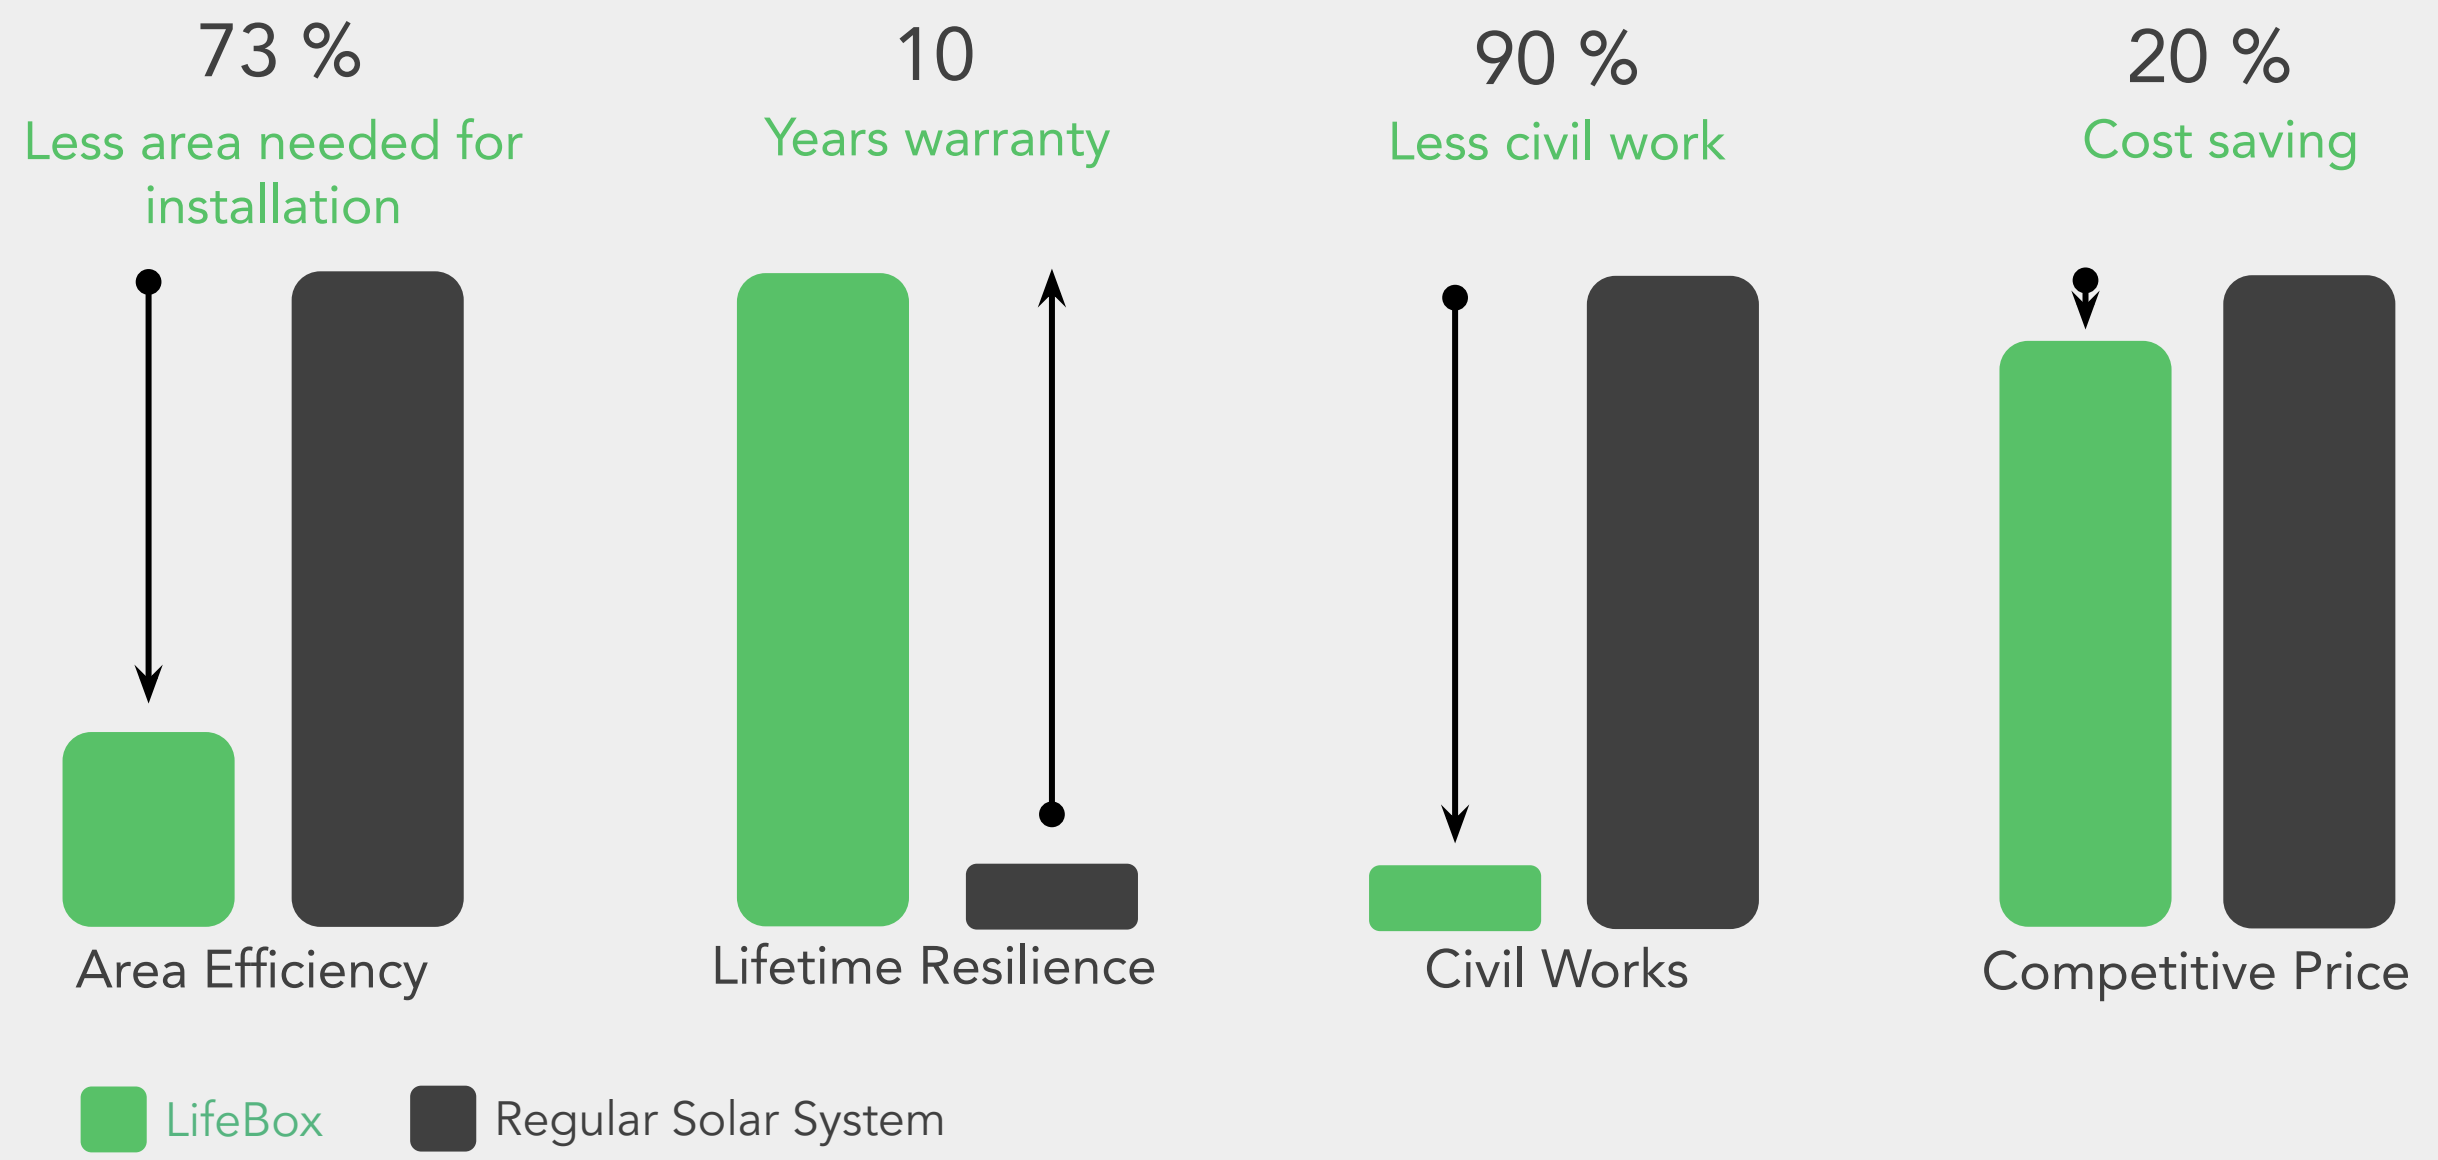 73 %
Less area needed for
installation
10
Years warranty
90 %
Less civil work
20 %
Cost saving
Area Efficiency
Lifetime Resilience
Civil Works
Competitive Price
LifeBox
Regular Solar System